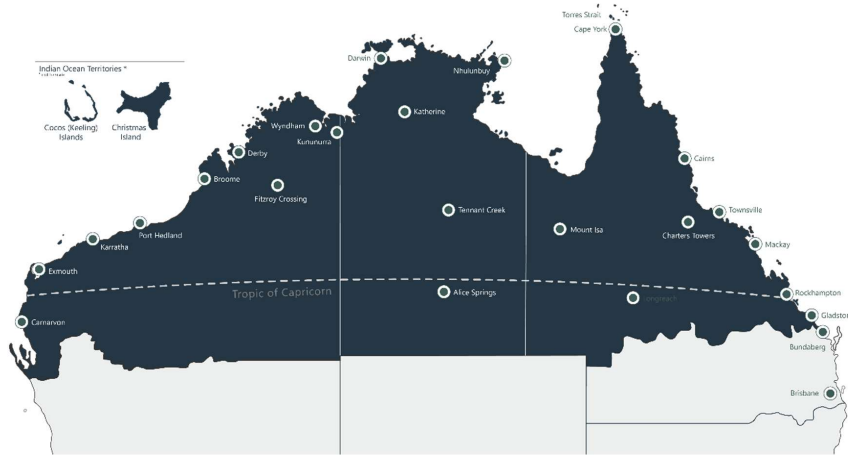 Torres Strait
Cape York
Indian Ocean Territories *
Darwin
Nhulunbuy
Cocos (Keeling)
Islands
Christmas
Island
Katherine
Wyndham
Kununurra
Derby
Cairns
Broome
Fitzroy Crossing
Tennant Creek
Townsville
Mount Isa
Charters Towers
Port Hedland
Karratha
Mackay
Exmouth
Tropic of Capricorn
Alice Springs
Longreach
Rockhampton
Gladston
Carnarvon
Bundaberg
Brisbane